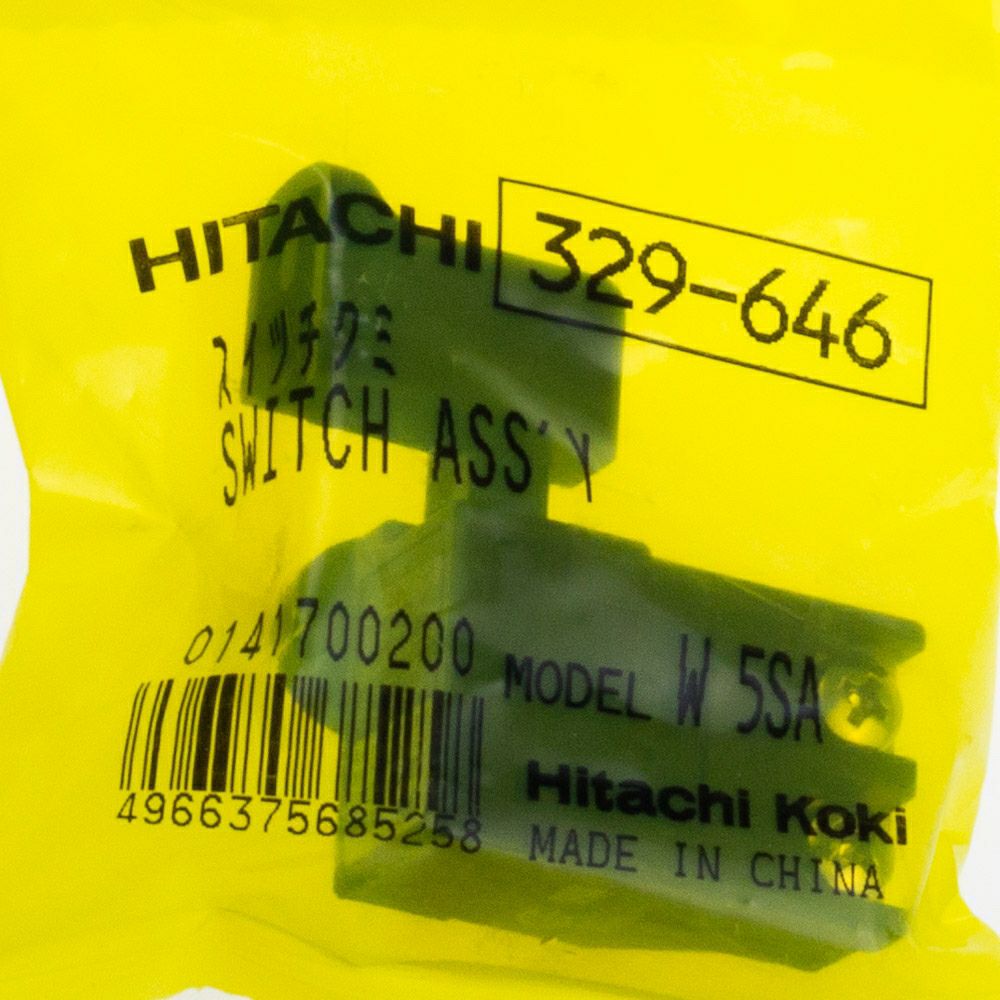 HITACHI 329-646
スイツチクミ
SWITCH ASS'Y
0141700200
MODEL W 5SA
4966375685258
Hitachi Koki
MADE IN CHINA